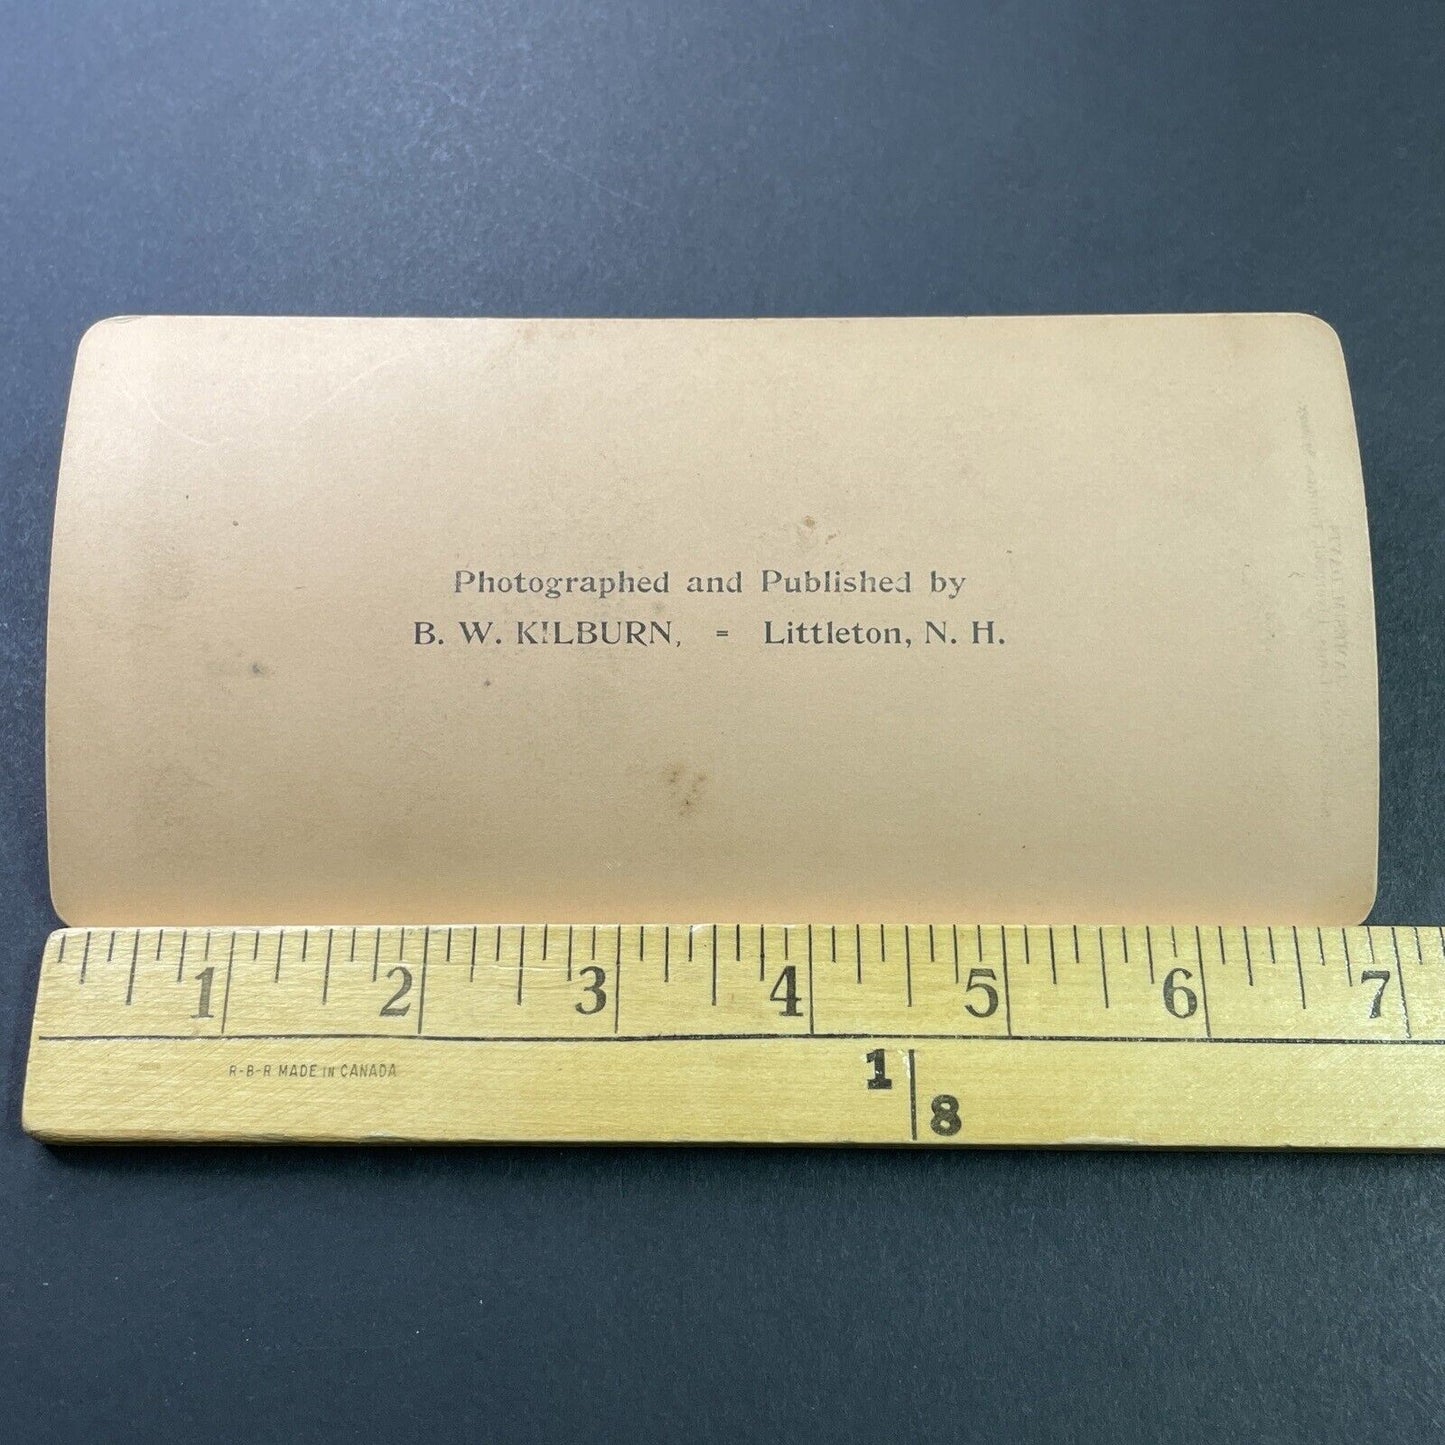 Photographed and Published by
B. W. KILBURN, = Littleton, N. H.
1 2 3 4 5 6 7
R-B-R MADE IN CANADA
1
8